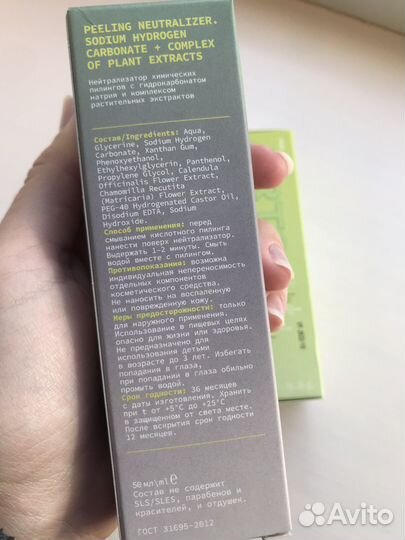 PEELING NEUTRALIZER.
SODIUM HYDROGEN
CARBONATE + COMPLEX
OF PLANT EXTRACTS
Нейтрализатор химических
пилингов с гидрокарбонатом
натрия и комплексом
растительных экстрактов
Состав/Ingredients: Aqua,
Glycerine, Sodium Hydrogen
Carbonate, Xanthan Gum,
Phenoxyethanol,
Ethylhexylglycerin, Panthenol,
Propylene Glycol, Calendula
Officinalis Flower Extract,
Chamomilla Recutita
(Matricaria) Flower Extract,
PEG-40 Hydrogenated Castor Oil,
Disodium EDTA, Sodium
Hydroxide.
Способ применения: перед
смыванием кислотного пилинга
нанести поверх нейтрализатор.
Выдержать 1-2 минуты. Смыть
водой вместе с пилингом.
Противопоказания: возможна
индивидуальная непереносимость
отдельных компонентов
косметического средства.
Не наносить на воспаленную
или поврежденную кожу.
Меры предосторожности: только
для наружного применения.
Использование в пищевых целях
опасно для жизни или здоровья.
Не предназначено для
использования детьми
в возрасте до 3 лет. Избегать
попадания в глаза,
при попадании в глаза обильно
промыть водой.
Срок годности: 36 месяцев
с даты изготовления. Хранить
при t от +5°C до +25°C
в защищенном от света месте.
После вскрытия срок годности
12 месяцев.
50 мл\ml ℮
Состав не содержит
SLS/SLES, парабенов и
красителей, и отдушек.
ГОСТ 31695-2012
Avito